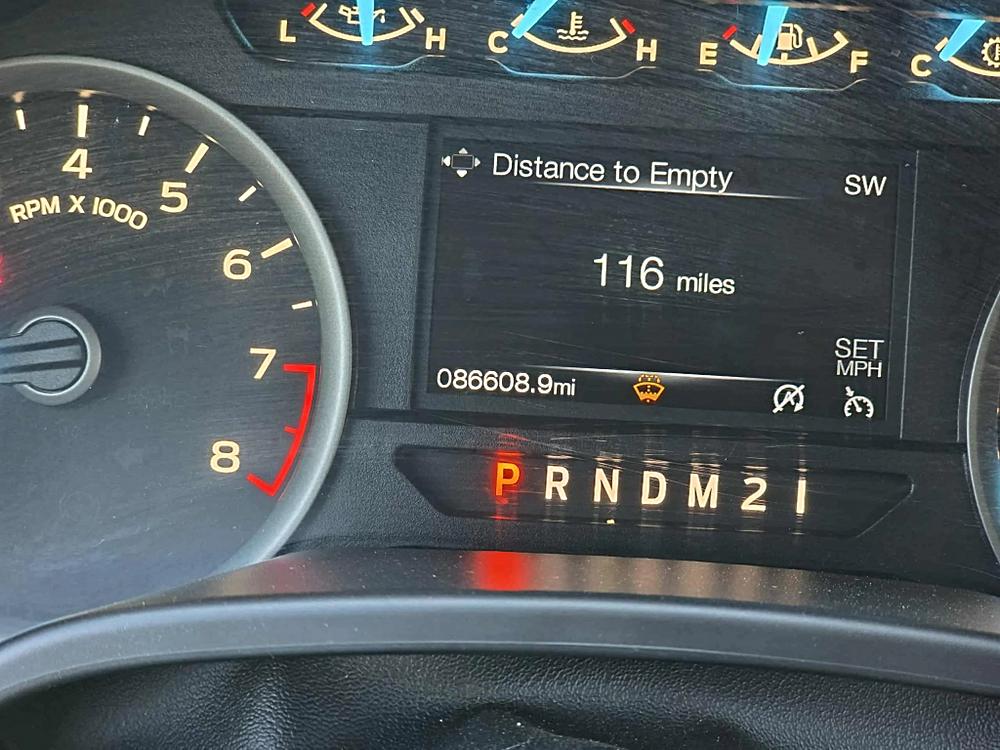 L H C H E F C
4
5
RPM X 1000
6
7
8
Distance to Empty SW
116 miles
SET
MPH
086608.9mi
P R N D M 2 1